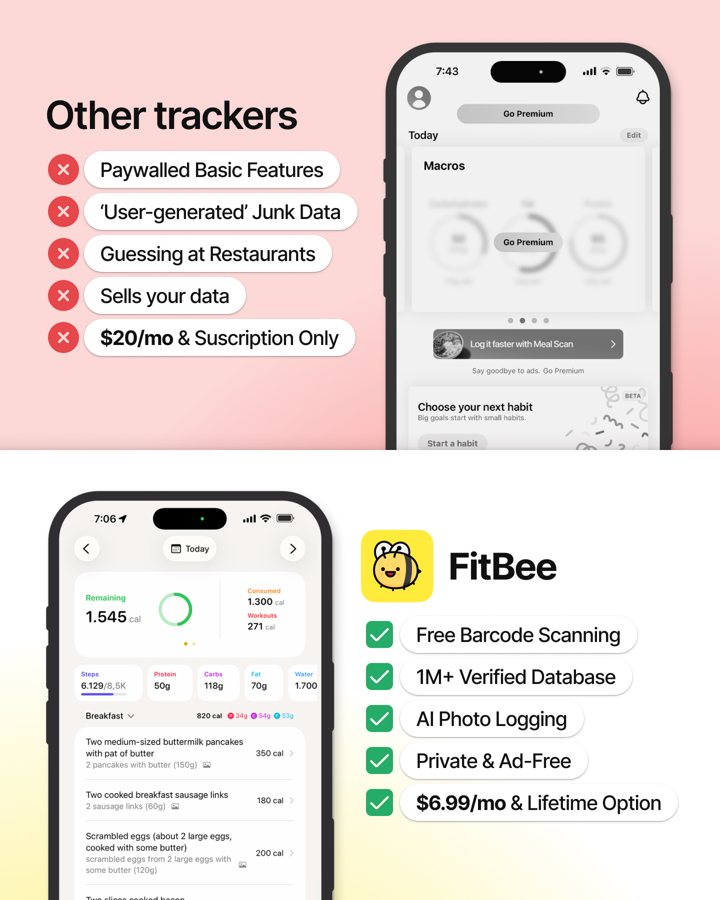 Other trackers
Paywalled Basic Features
‘User-generated’ Junk Data
Guessing at Restaurants
Sells your data
$20/mo & Suscription Only
7:43
Go Premium
Today
Edit
Macros
Go Premium
Log it faster with Meal Scan
Say goodbye to ads. Go Premium
BETA
Choose your next habit
Big goals start with small habits.
Start a habit
7:06
Today
Remaining
1.545 cal
Consumed
1.300 cal
Workouts
271 cal
Steps
6.129/8,5K
Protein
50g
Carbs
118g
Fat
70g
Water
1.700
Breakfast
820 cal P 34g C 54g F 63g
Two medium-sized buttermilk pancakes
with pat of butter
350 cal
2 pancakes with butter (150g)
Two cooked breakfast sausage links
180 cal
2 sausage links (60g)
Scrambled eggs (about 2 large eggs,
cooked with some butter)
200 cal
scrambled eggs from 2 large eggs with
some butter (120g)
Two slices cooked bacon
FitBee
Free Barcode Scanning
1M+ Verified Database
AI Photo Logging
Private & Ad-Free
$6.99/mo & Lifetime Option